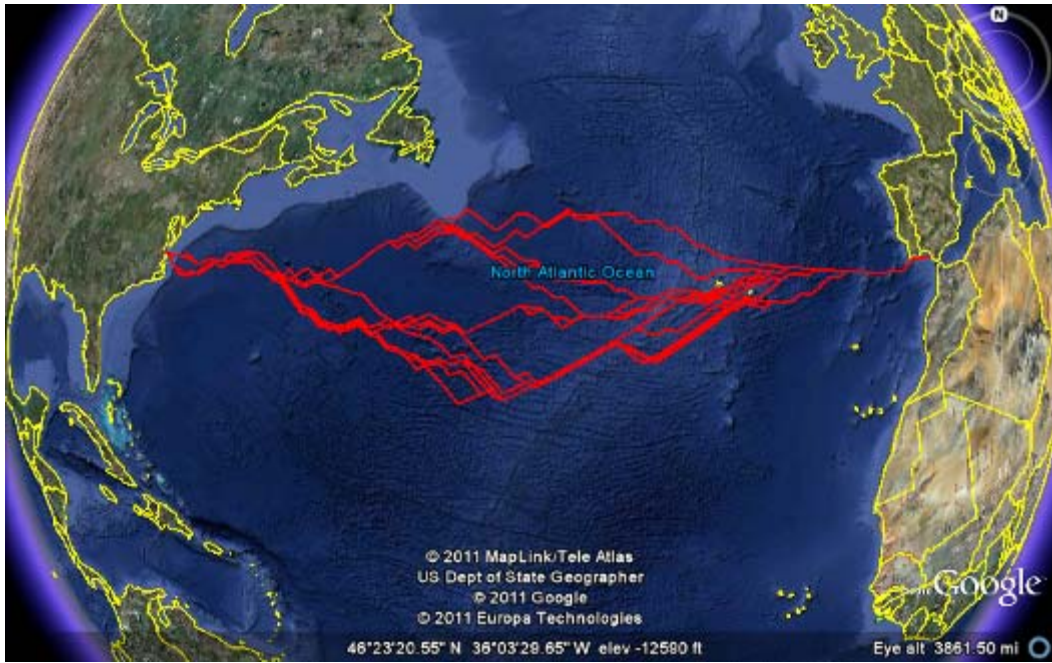 N
North Atlantic Ocean
© 2011 MapLink/Tele Atlas
US Dept of State Geographer
© 2011 Google
© 2011 Europa Technologies
Google
46°23'20.55" N 36°03'29.65" W elev -12590 ft
Eye alt 3861.50 mi